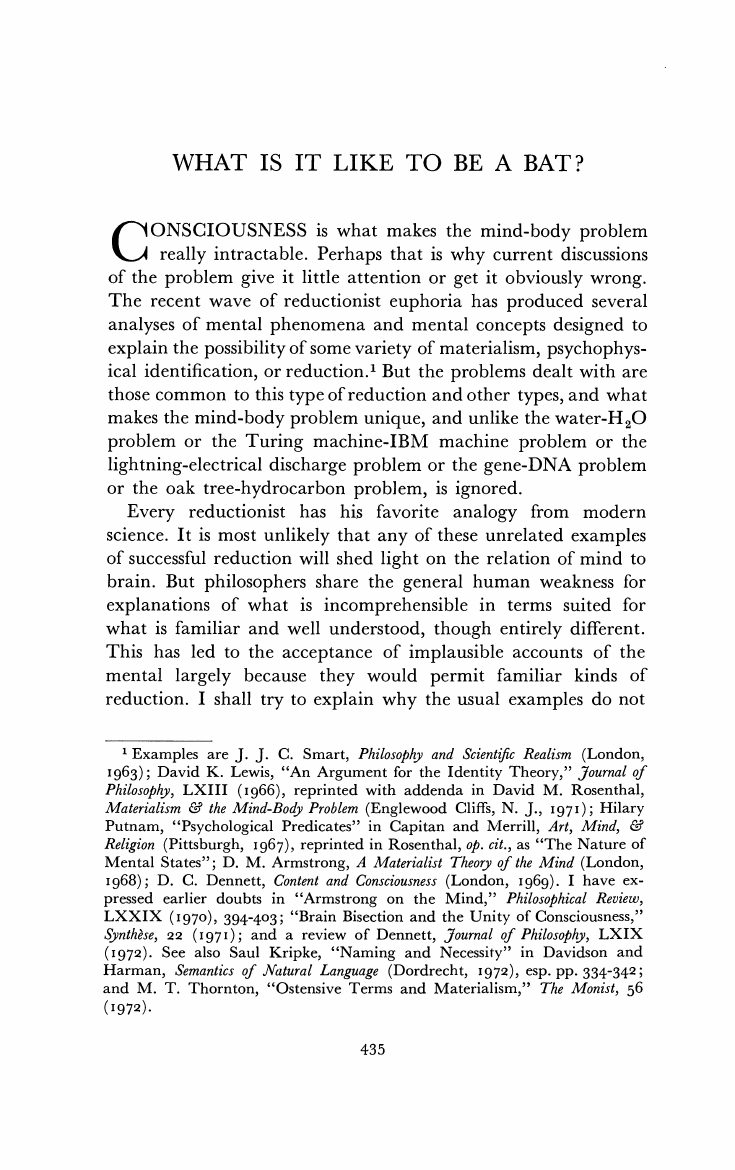 WHAT IS IT LIKE TO BE A BAT?
CONSCIOUSNESS is what makes the mind-body problem
really intractable. Perhaps that is why current discussions
of the problem give it little attention or get it obviously wrong.
The recent wave of reductionist euphoria has produced several
analyses of mental phenomena and mental concepts designed to
explain the possibility of some variety of materialism, psychophys-
ical identification, or reduction.¹ But the problems dealt with are
those common to this type of reduction and other types, and what
makes the mind-body problem unique, and unlike the water-H₂O
problem or the Turing machine-IBM machine problem or the
lightning-electrical discharge problem or the gene-DNA problem
or the oak tree-hydrocarbon problem, is ignored.
Every reductionist has his favorite analogy from modern
science. It is most unlikely that any of these unrelated examples
of successful reduction will shed light on the relation of mind to
brain. But philosophers share the general human weakness for
explanations of what is incomprehensible in terms suited for
what is familiar and well understood, though entirely different.
This has led to the acceptance of implausible accounts of the
mental largely because they would permit familiar kinds of
reduction. I shall try to explain why the usual examples do not
¹ Examples are J. J. C. Smart, Philosophy and Scientific Realism (London,
1963); David K. Lewis, “An Argument for the Identity Theory,” Journal of
Philosophy, LXIII (1966), reprinted with addenda in David M. Rosenthal,
Materialism & the Mind-Body Problem (Englewood Cliffs, N. J., 1971); Hilary
Putnam, “Psychological Predicates” in Capitan and Merrill, Art, Mind, &
Religion (Pittsburgh, 1967), reprinted in Rosenthal, op. cit., as “The Nature of
Mental States”; D. M. Armstrong, A Materialist Theory of the Mind (London,
1968); D. C. Dennett, Content and Consciousness (London, 1969). I have ex-
pressed earlier doubts in “Armstrong on the Mind,” Philosophical Review,
LXXIX (1970), 394-403; “Brain Bisection and the Unity of Consciousness,”
Synthèse, 22 (1971); and a review of Dennett, Journal of Philosophy, LXIX
(1972). See also Saul Kripke, “Naming and Necessity” in Davidson and
Harman, Semantics of Natural Language (Dordrecht, 1972), esp. pp. 334-342;
and M. T. Thornton, “Ostensive Terms and Materialism,” The Monist, 56
(1972).
435